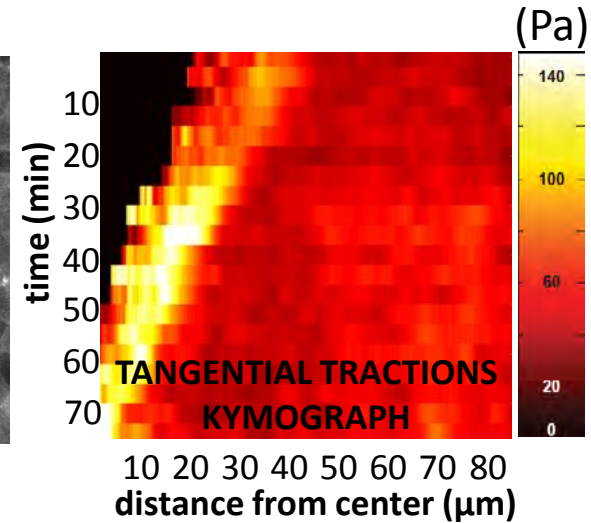 (Pa)
140
100
60
20
0
time (min)
10
20
30
40
50
60
70
TANGENTIAL TRACTIONS
KYMOGRAPH
10 20 30 40 50 60 70 80
distance from center (μm)